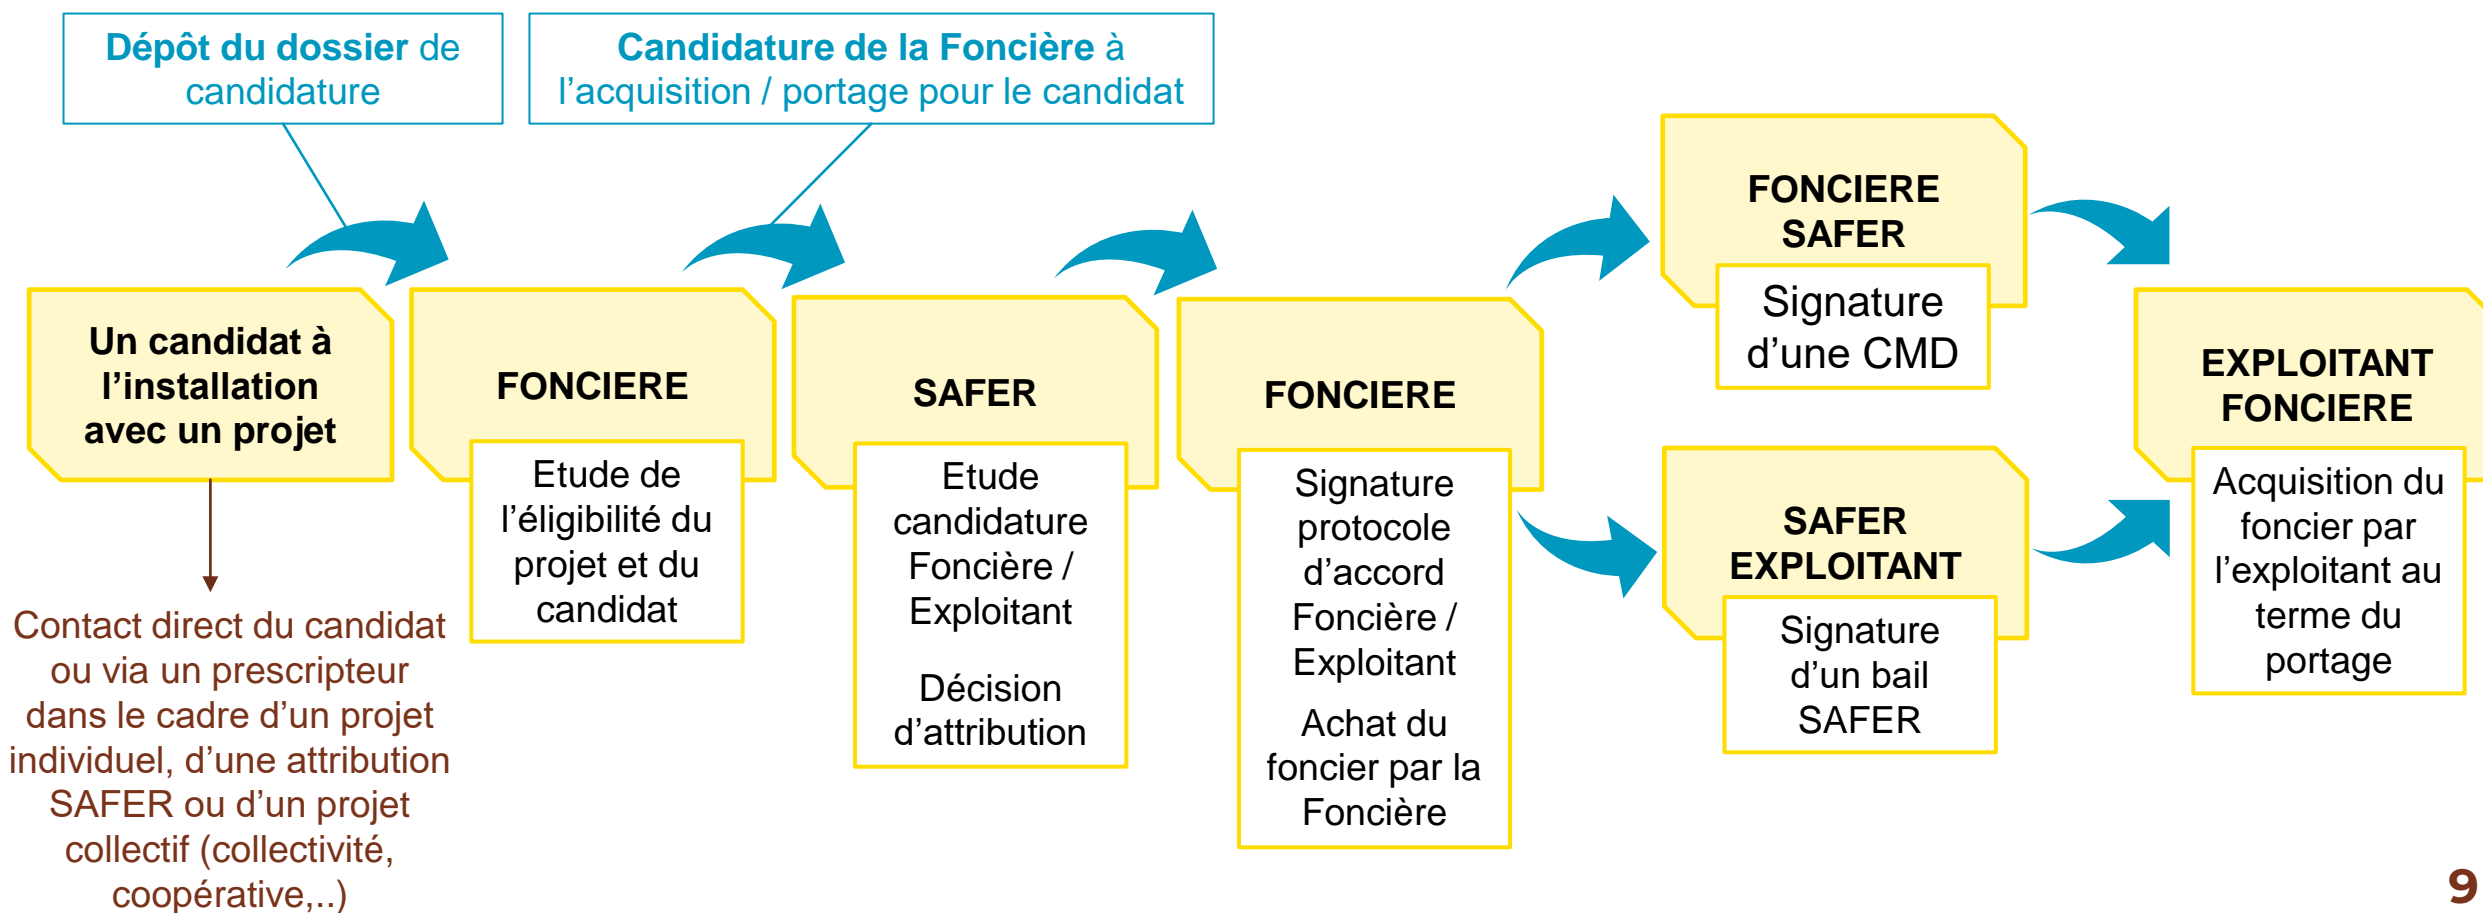 Dépôt du dossier de
candidature
Candidature de la Foncière à
l’acquisition / portage pour le candidat
Un candidat à
l’installation
avec un projet
Contact direct du candidat
ou via un prescripteur
dans le cadre d’un projet
individuel, d’une attribution
SAFER ou d’un projet
collectif (collectivité,
coopérative,..)
FONCIERE
Etude de
l’éligibilité du
projet et du
candidat
SAFER
Etude
candidature
Foncière /
Exploitant
Décision
d’attribution
FONCIERE
Signature
protocole
d’accord
Foncière /
Exploitant
Achat du
foncier par la
Foncière
FONCIERE
SAFER
Signature
d’une CMD
SAFER
EXPLOITANT
Signature
d’un bail
SAFER
EXPLOITANT
FONCIERE
Acquisition du
foncier par
l’exploitant au
terme du
portage
9